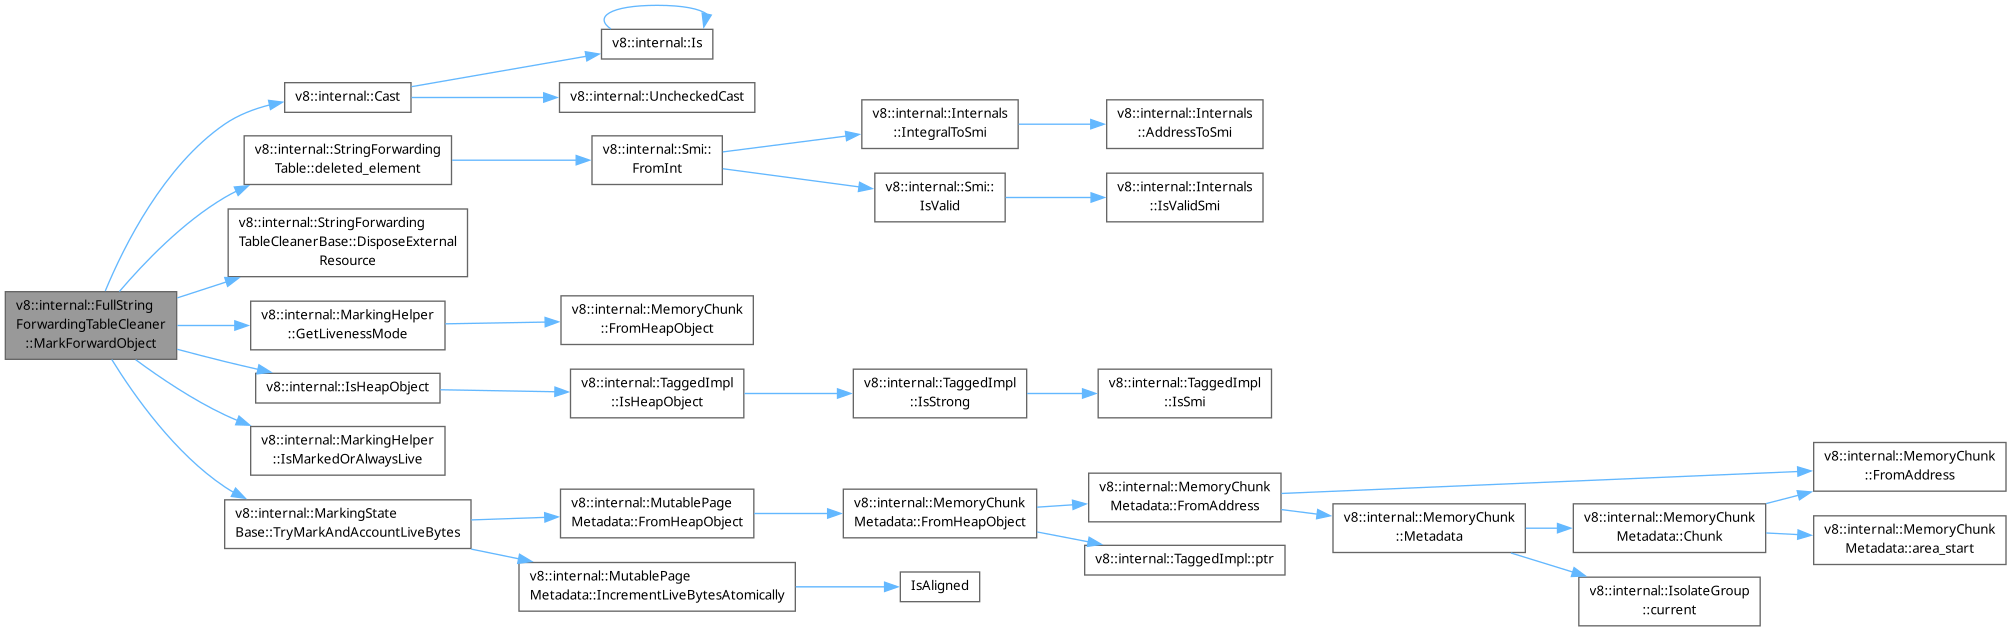 v8::internal::FullString
ForwardingTableCleaner
::MarkForwardObject
v8::internal::Cast
v8::internal::Is
v8::internal::UncheckedCast
v8::internal::StringForwarding
Table::deleted_element
v8::internal::Smi::
FromInt
v8::internal::Internals
::IntegralToSmi
v8::internal::Internals
::AddressToSmi
v8::internal::Smi::
IsValid
v8::internal::Internals
::IsValidSmi
v8::internal::StringForwarding
TableCleanerBase::DisposeExternal
Resource
v8::internal::MarkingHelper
::GetLivenessMode
v8::internal::MemoryChunk
::FromHeapObject
v8::internal::IsHeapObject
v8::internal::TaggedImpl
::IsHeapObject
v8::internal::TaggedImpl
::IsStrong
v8::internal::TaggedImpl
::IsSmi
v8::internal::MarkingHelper
::IsMarkedOrAlwaysLive
v8::internal::MarkingState
Base::TryMarkAndAccountLiveBytes
v8::internal::MutablePage
Metadata::FromHeapObject
v8::internal::MemoryChunk
Metadata::FromHeapObject
v8::internal::MemoryChunk
Metadata::FromAddress
v8::internal::MemoryChunk
::FromAddress
v8::internal::MemoryChunk
::Metadata
v8::internal::MemoryChunk
Metadata::Chunk
v8::internal::MemoryChunk
Metadata::area_start
v8::internal::IsolateGroup
::current
v8::internal::TaggedImpl::ptr
v8::internal::MutablePage
Metadata::IncrementLiveBytesAtomically
IsAligned